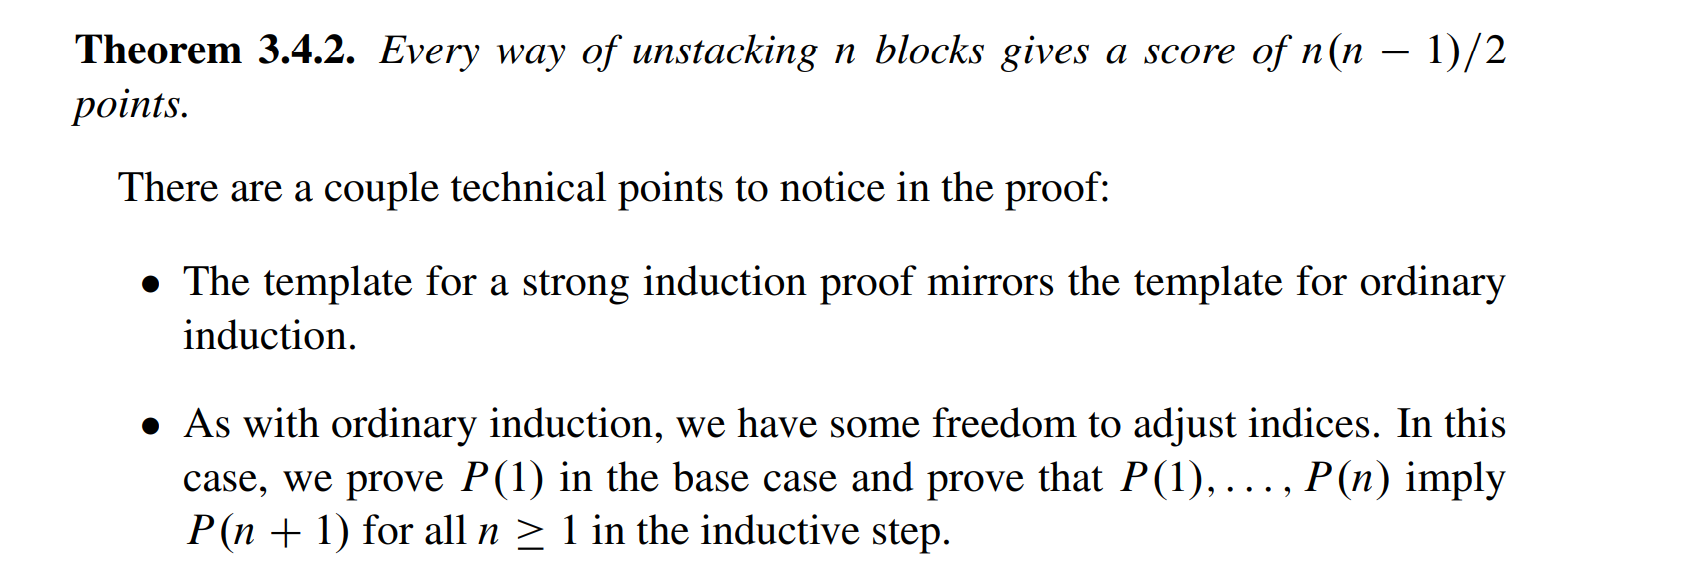 Theorem 3.4.2. Every way of unstacking n blocks gives a score of n(n − 1)/2
points.
There are a couple technical points to notice in the proof:
• The template for a strong induction proof mirrors the template for ordinary
induction.
• As with ordinary induction, we have some freedom to adjust indices. In this
case, we prove P(1) in the base case and prove that P(1), . . . , P(n) imply
P(n + 1) for all n ≥ 1 in the inductive step.